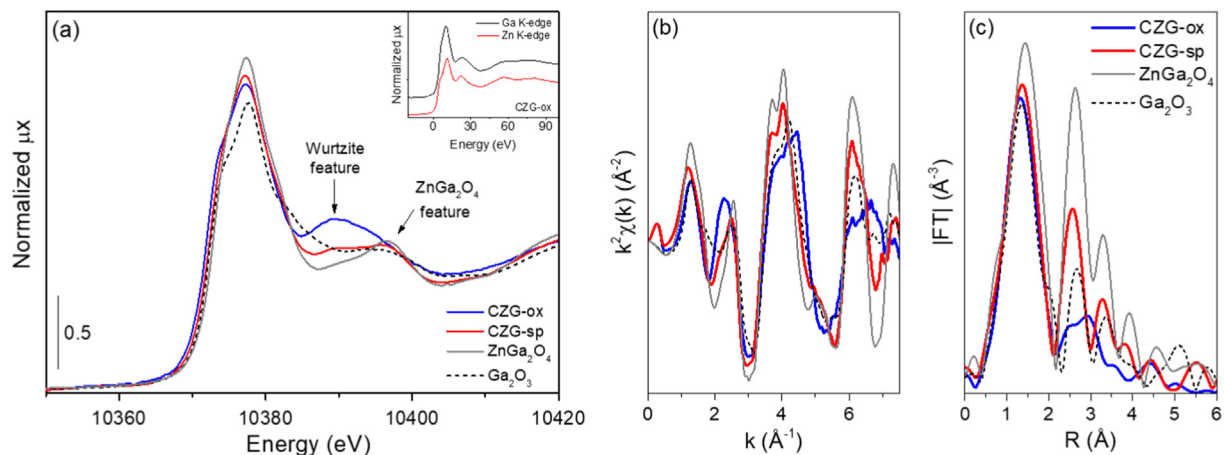 (a)
Normalized μx
Energy (eV)
10360
10380
10400
10420
0.5
Wurtzite
feature
ZnGa₂O₄
feature
CZG-ox
CZG-sp
ZnGa₂O₄
Ga₂O₃
Normalized μx
Ga K-edge
Zn K-edge
CZG-ox
0
30
60
90
Energy (eV)
(b)
k²χ(k) (Å⁻²)
0
2
4
6
k (Å⁻¹)
(c)
CZG-ox
CZG-sp
ZnGa₂O₄
Ga₂O₃
|FT| (Å⁻³)
0
1
2
3
4
5
6
R (Å)